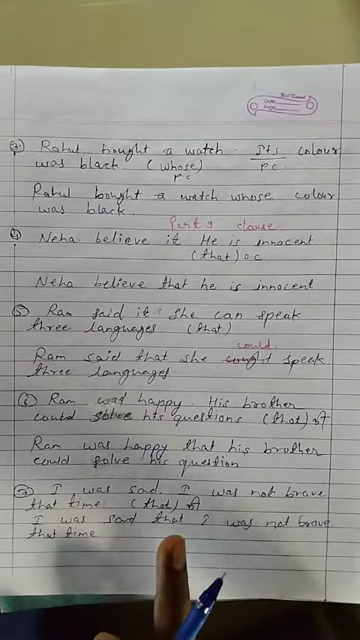 ③ Rahul bought a watch. Its colour
was black. (whose)
p.c p.c
Rahul bought a watch whose colour
was black.
Part 3 clause
④ Neha believe it. He is innocent
(that) o.c
Neha believe that he is innocent
⑤ Ram said it. She can speak
three languages (that)
could
Ram said that she speak
three languages
⑥ Ram was happy. His brother
could solve his questions (that) की
Ram was happy that his brother
could solve his question
⑦ I was sad. I was not brave
that time. (that) की
I was sad that I was not brave
that time